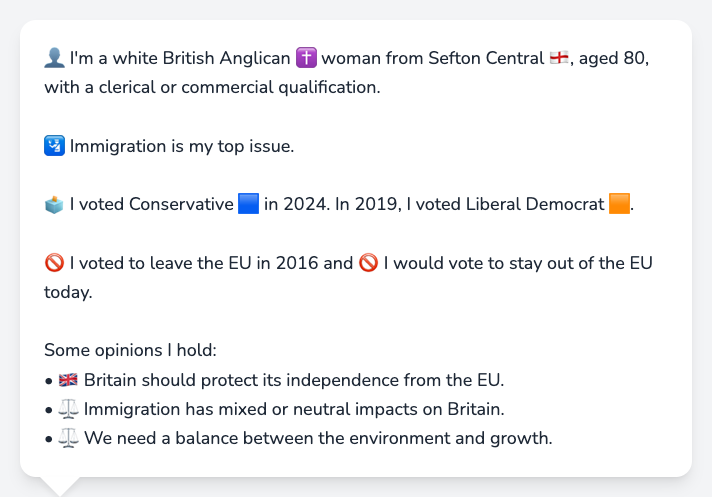 👤 I'm a white British Anglican ✝️ woman from Sefton Central 🏴󠁧󠁢󠁥󠁮󠁧󠁿, aged 80,
with a clerical or commercial qualification.
🛂 Immigration is my top issue.
🗳️ I voted Conservative 🟦 in 2024. In 2019, I voted Liberal Democrat 🟧.
🚫 I voted to leave the EU in 2016 and 🚫 I would vote to stay out of the EU
today.
Some opinions I hold:
• 🇬🇧 Britain should protect its independence from the EU.
• ⚖️ Immigration has mixed or neutral impacts on Britain.
• ⚖️ We need a balance between the environment and growth.